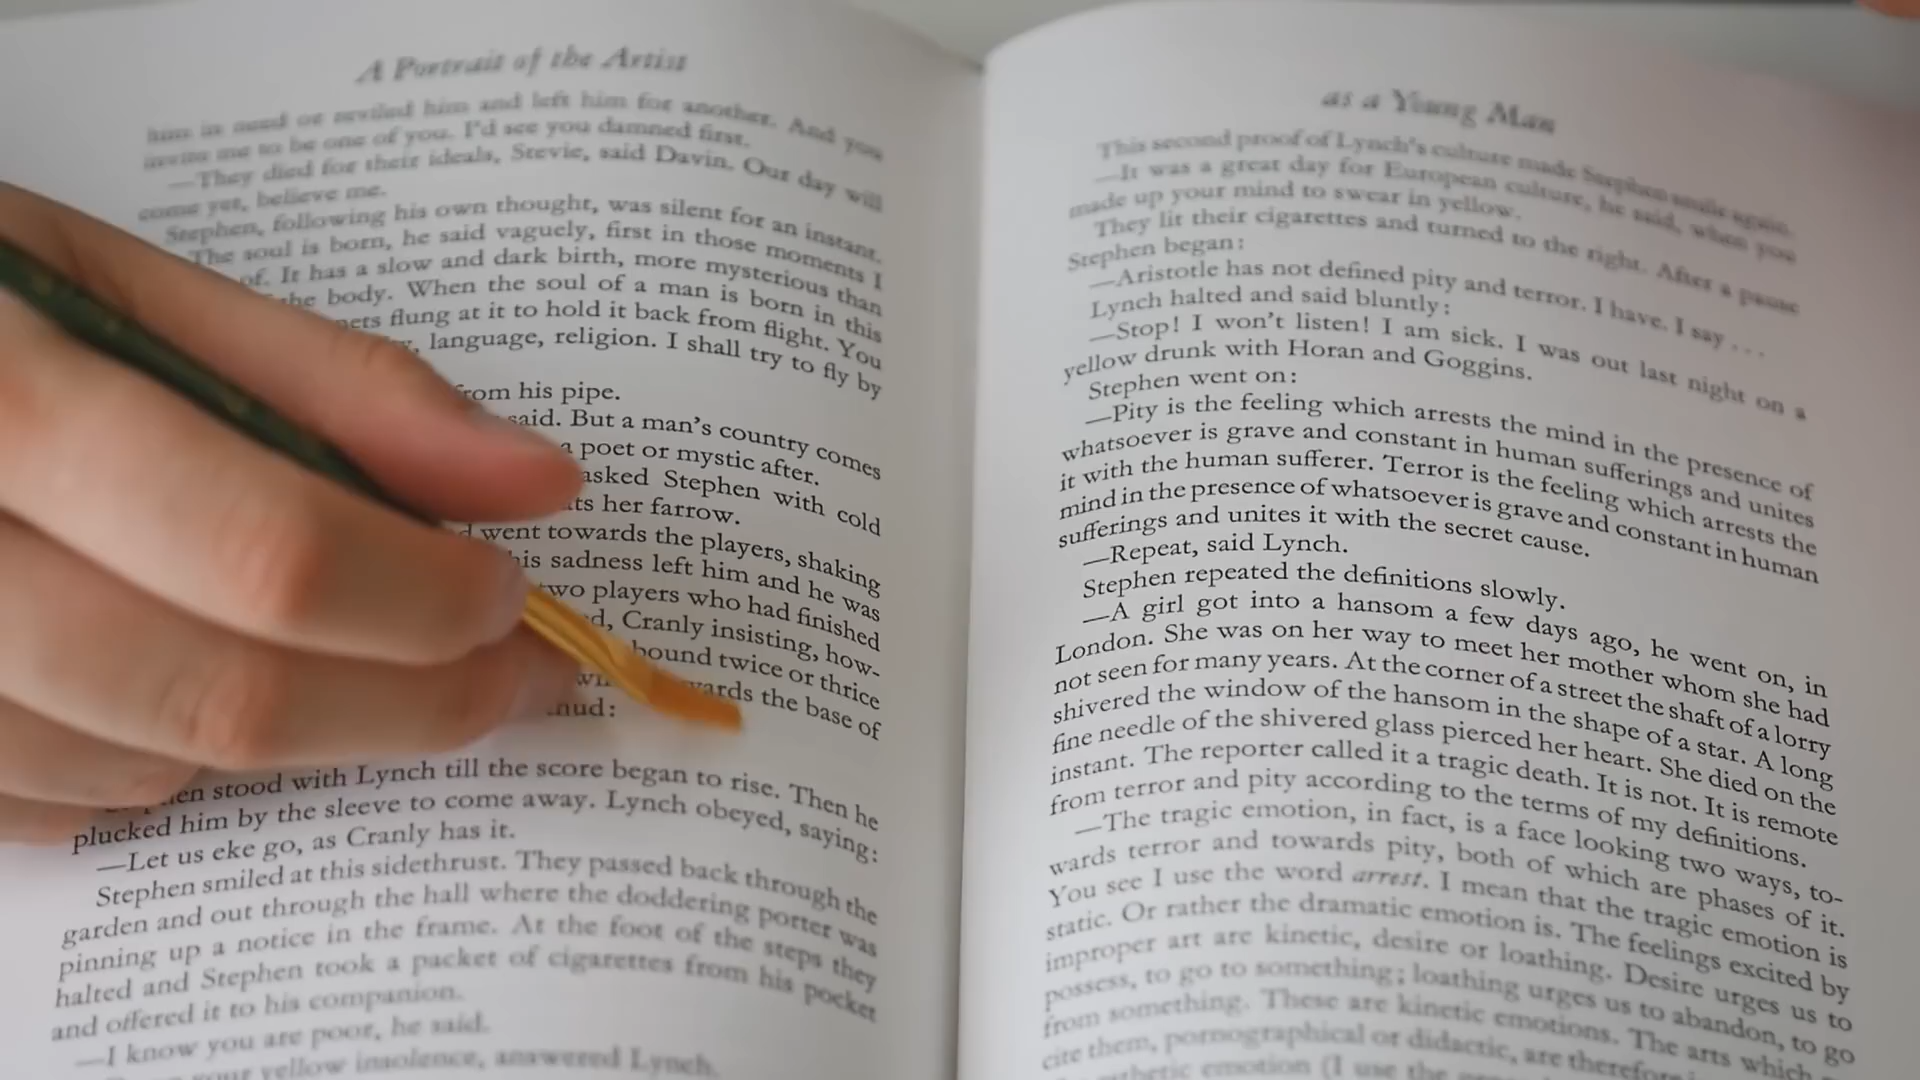 A Portrait of the Artist
him in need or reviled him and left him for another. And you
invite me to be one of you. I'd see you damned first.
—They died for their ideals, Stevie, said Davin. Our day will
come yet, believe me.
Stephen, following his own thought, was silent for an instant.
The soul is born, he said vaguely, first in those moments I
of. It has a slow and dark birth, more mysterious than
the body. When the soul of a man is born in this
nets flung at it to hold it back from flight. You
language, religion. I shall try to fly by
from his pipe.
said. But a man's country comes
a poet or mystic after.
asked Stephen with cold
her farrow.
went towards the players, shaking
his sadness left him and he was
two players who had finished
Cranly insisting, how-
bound twice or thrice
the base of
stood with Lynch till the score began to rise. Then he
plucked him by the sleeve to come away. Lynch obeyed, saying:
—Let us eke go, as Cranly has it.
Stephen smiled at this sidethrust. They passed back through the
garden and out through the hall where the doddering porter was
pinning up a notice in the frame. At the foot of the steps they
halted and Stephen took a packet of cigarettes from his pocket
and offered it to his companion.
—I know you are poor, he said.
your yellow insolence, answered Lynch.
as a Young Man
This second proof of Lynch's culture made Stephen smile again.
—It was a great day for European culture, he said, when you
made up your mind to swear in yellow.
They lit their cigarettes and turned to the right. After a pause
Stephen began:
—Aristotle has not defined pity and terror. I have. I say . . .
Lynch halted and said bluntly:
—Stop! I won't listen! I am sick. I was out last night on a
yellow drunk with Horan and Goggins.
Stephen went on:
—Pity is the feeling which arrests the mind in the presence of
whatsoever is grave and constant in human sufferings and unites
it with the human sufferer. Terror is the feeling which arrests the
mind in the presence of whatsoever is grave and constant in human
sufferings and unites it with the secret cause.
—Repeat, said Lynch.
Stephen repeated the definitions slowly.
—A girl got into a hansom a few days ago, he went on, in
London. She was on her way to meet her mother whom she had
not seen for many years. At the corner of a street the shaft of a lorry
shivered the window of the hansom in the shape of a star. A long
fine needle of the shivered glass pierced her heart. She died on the
instant. The reporter called it a tragic death. It is not. It is remote
from terror and pity according to the terms of my definitions.
—The tragic emotion, in fact, is a face looking two ways, to-
wards terror and towards pity, both of which are phases of it.
You see I use the word arrest. I mean that the tragic emotion is
static. Or rather the dramatic emotion is. The feelings excited by
improper art are kinetic, desire or loathing. Desire urges us to
possess, to go to something; loathing urges us to abandon, to go
from something. These are kinetic emotions. The arts which
cite them, pornographical or didactic, are therefore
emotion (I use the